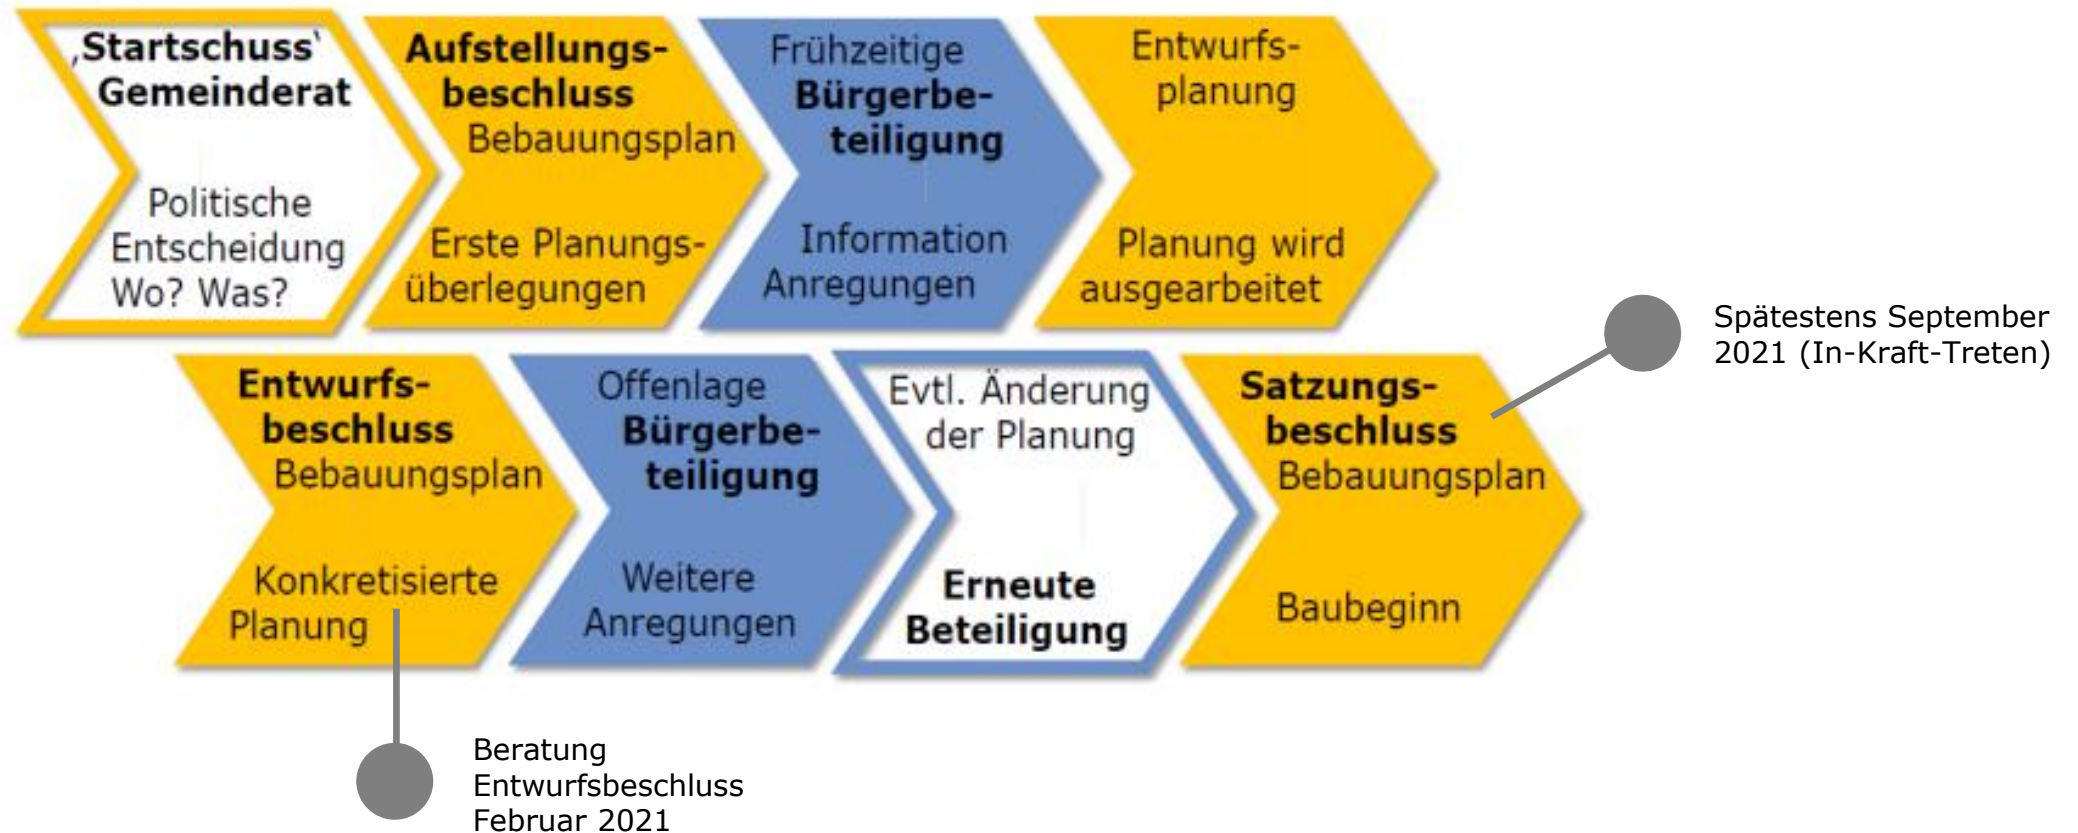 ‚Startschuss‘
Gemeinderat
Politische
Entscheidung
Wo? Was?
Aufstellungs-
beschluss
Bebauungsplan
Erste Planungs-
überlegungen
Frühzeitige
Bürgerbe-
teiligung
Information
Anregungen
Entwurfs-
planung
Planung wird
ausgearbeitet
Entwurfs-
beschluss
Bebauungsplan
Konkretisierte
Planung
Offenlage
Bürgerbe-
teiligung
Weitere
Anregungen
Evtl. Änderung
der Planung
Erneute
Beteiligung
Satzungs-
beschluss
Bebauungsplan
Baubeginn
Spätestens September
2021 (In-Kraft-Treten)
Beratung
Entwurfsbeschluss
Februar 2021